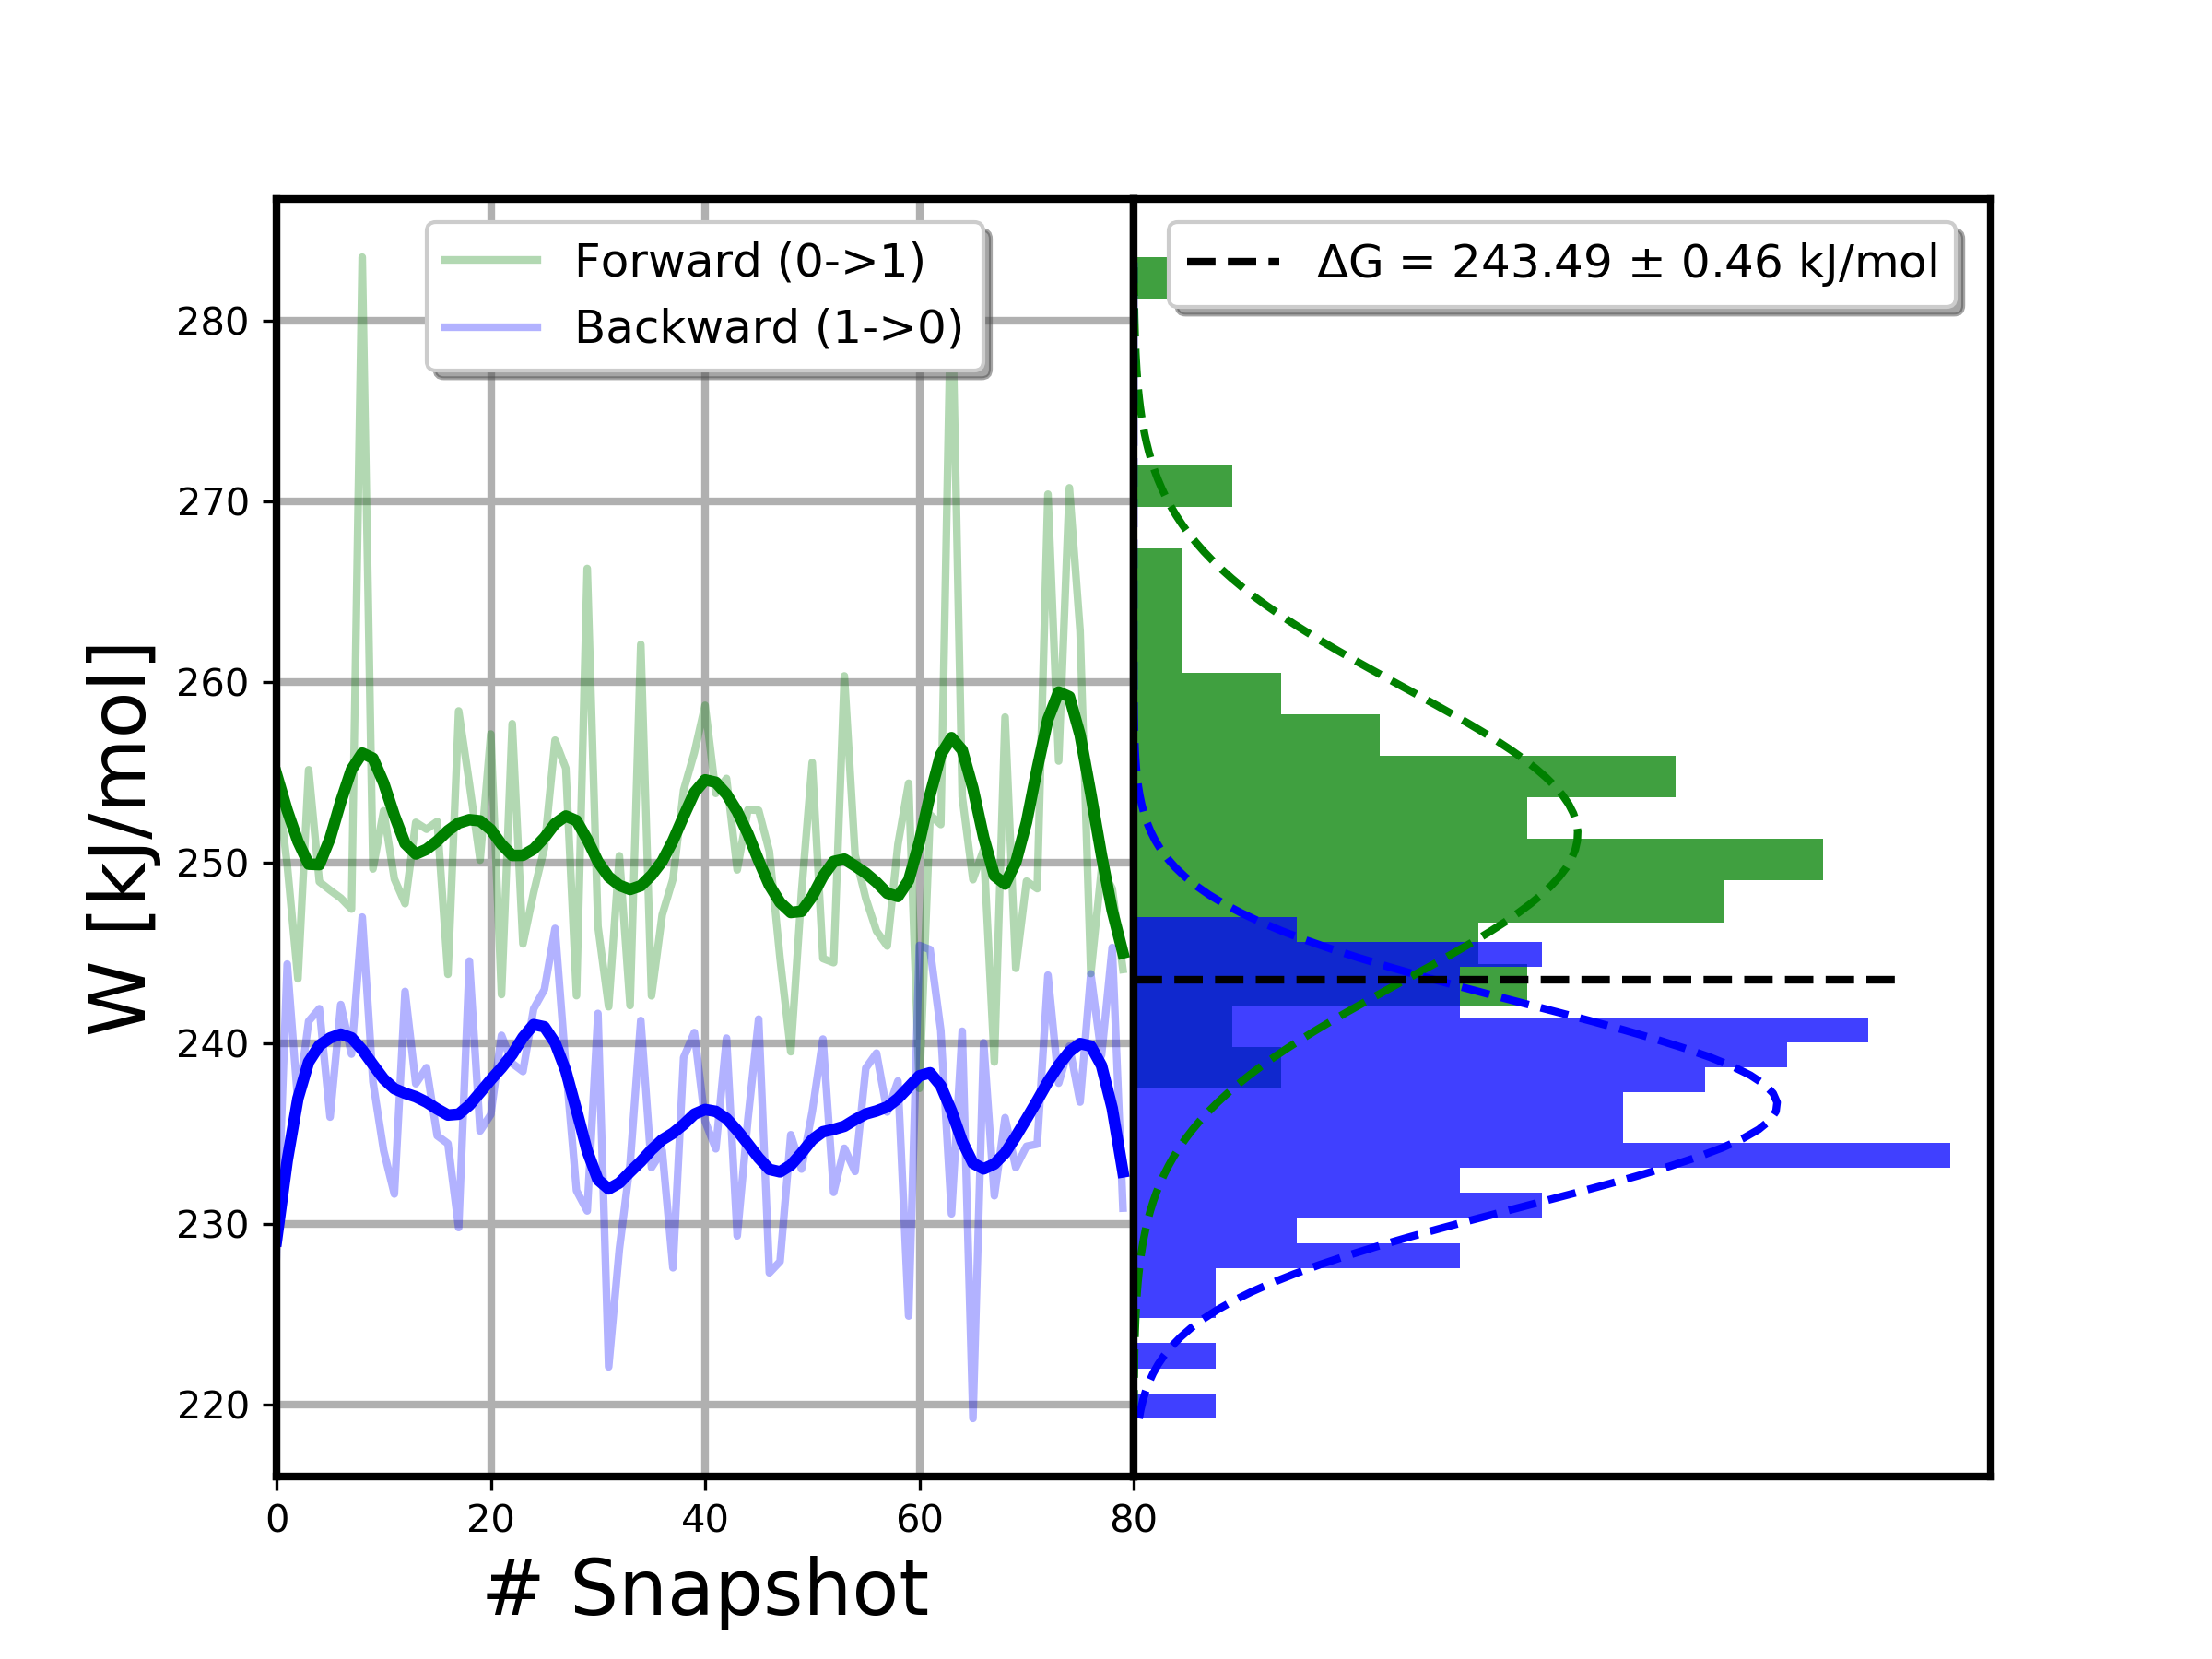 Forward (0->1)
Backward (1->0)
ΔG = 243.49 ± 0.46 kJ/mol
280
270
260
250
240
230
220
W [kJ/mol]
0 20 40 60 80
# Snapshot